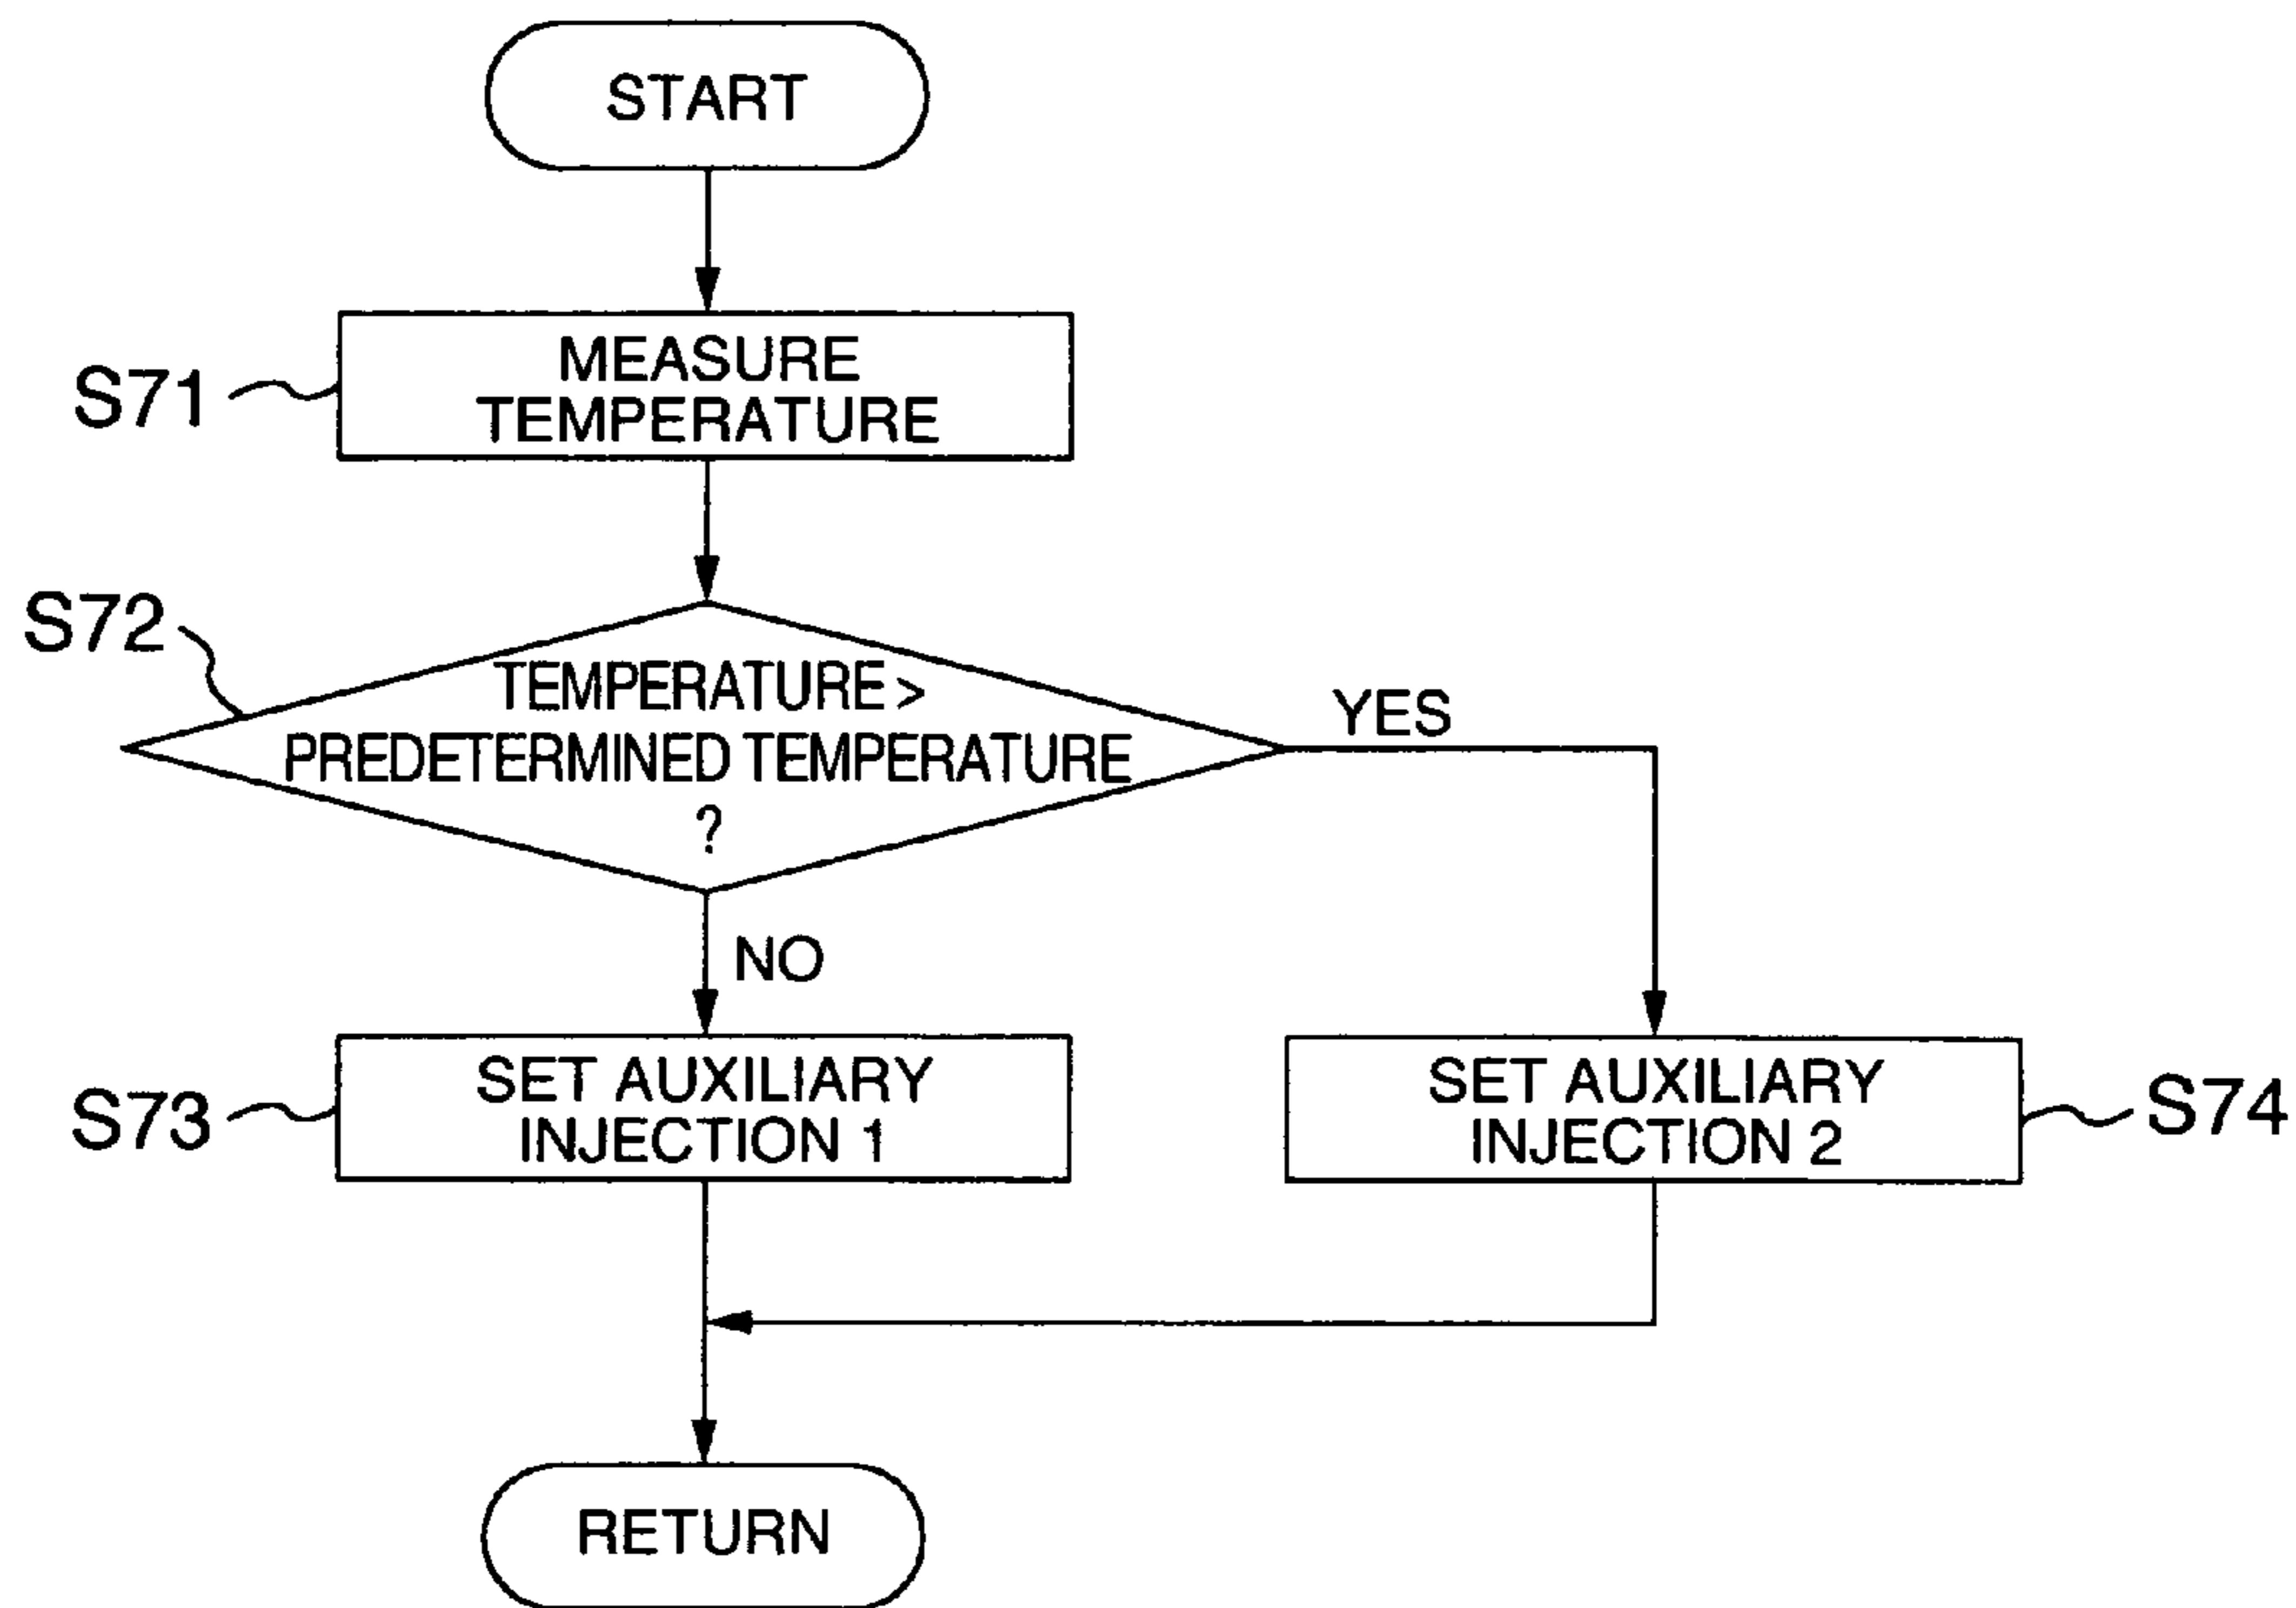 START
S71
MEASURE
TEMPERATURE
S72
TEMPERATURE >
PREDETERMINED TEMPERATURE
?
YES
NO
S73
SET AUXILIARY
INJECTION 1
SET AUXILIARY
INJECTION 2
S74
RETURN